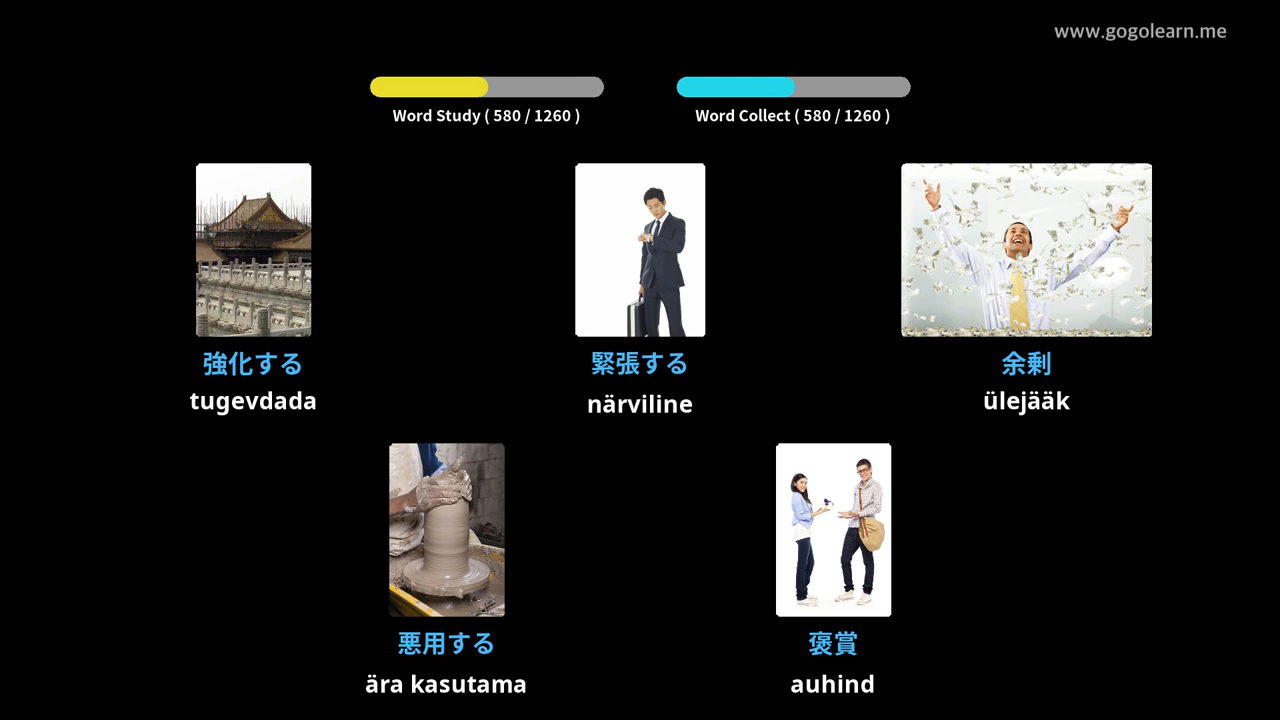 www.gogolearn.me
Word Study ( 580 / 1260 )
Word Collect ( 580 / 1260 )
強化する
tugevdada
緊張する
närviline
余剰
ülejääk
悪用する
ära kasutama
褒賞
auhind